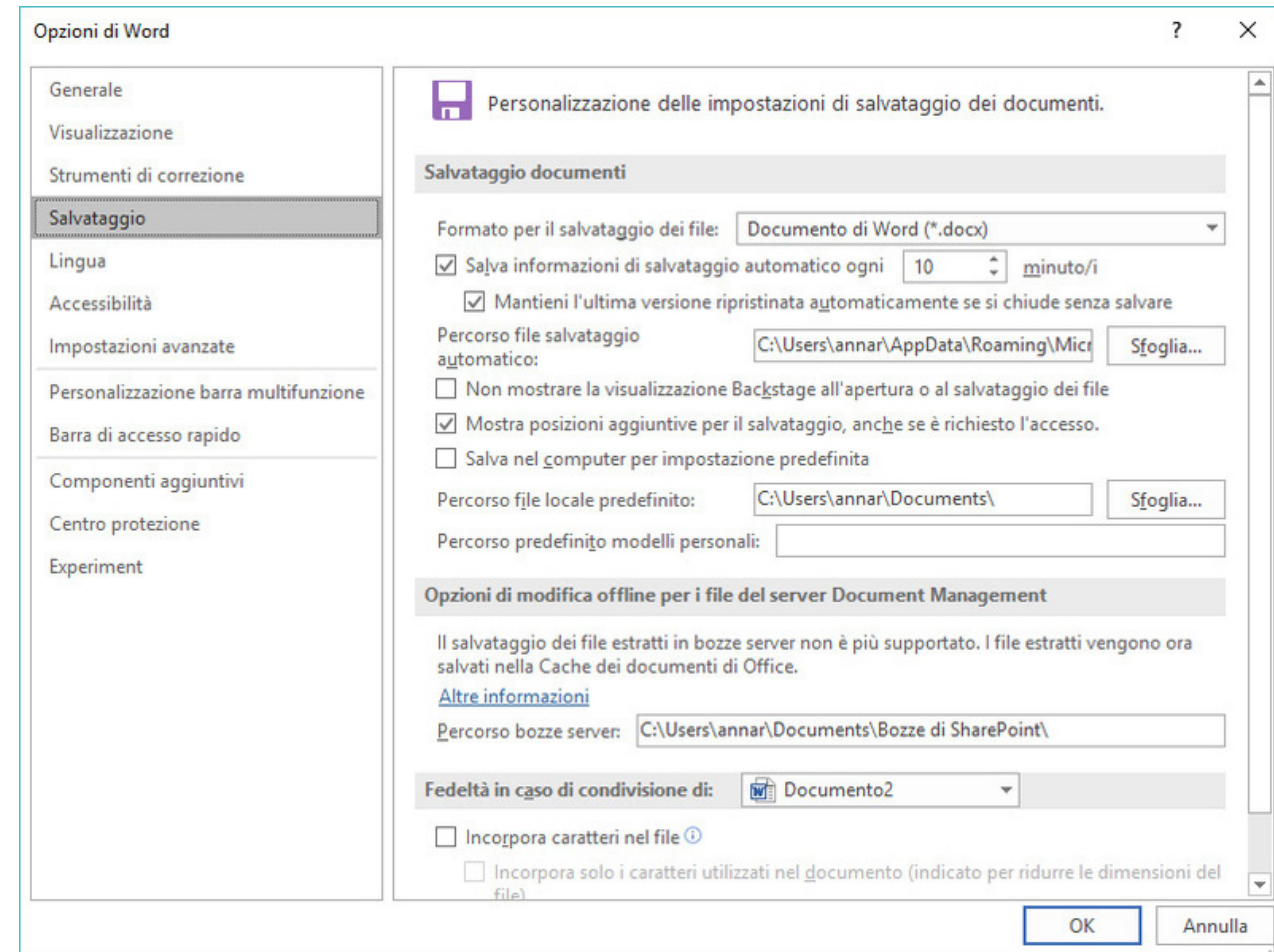 Opzioni di Word
?
Generale
Visualizzazione
Strumenti di correzione
Salvataggio
Lingua
Accessibilità
Impostazioni avanzate
Personalizzazione barra multifunzione
Barra di accesso rapido
Componenti aggiuntivi
Centro protezione
Experiment
Personalizzazione delle impostazioni di salvataggio dei documenti.
Salvataggio documenti
Formato per il salvataggio dei file: Documento di Word (*.docx)
Salva informazioni di salvataggio automatico ogni 10 minuto/i
Mantieni l'ultima versione ripristinata automaticamente se si chiude senza salvare
Percorso file salvataggio
automatico: C:\Users\annar\AppData\Roaming\Micr Sfoglia...
Non mostrare la visualizzazione Backstage all'apertura o al salvataggio dei file
Mostra posizioni aggiuntive per il salvataggio, anche se è richiesto l'accesso.
Salva nel computer per impostazione predefinita
Percorso file locale predefinito: C:\Users\annar\Documents\ Sfoglia...
Percorso predefinito modelli personali:
Opzioni di modifica offline per i file del server Document Management
Il salvataggio dei file estratti in bozze server non è più supportato. I file estratti vengono ora
salvati nella Cache dei documenti di Office.
Altre informazioni
Percorso bozze server: C:\Users\annar\Documents\Bozze di SharePoint\
Fedeltà in caso di condivisione di: Documento2
Incorpora caratteri nel file
Incorpora solo i caratteri utilizzati nel documento (indicato per ridurre le dimensioni del
file)
OK Annulla